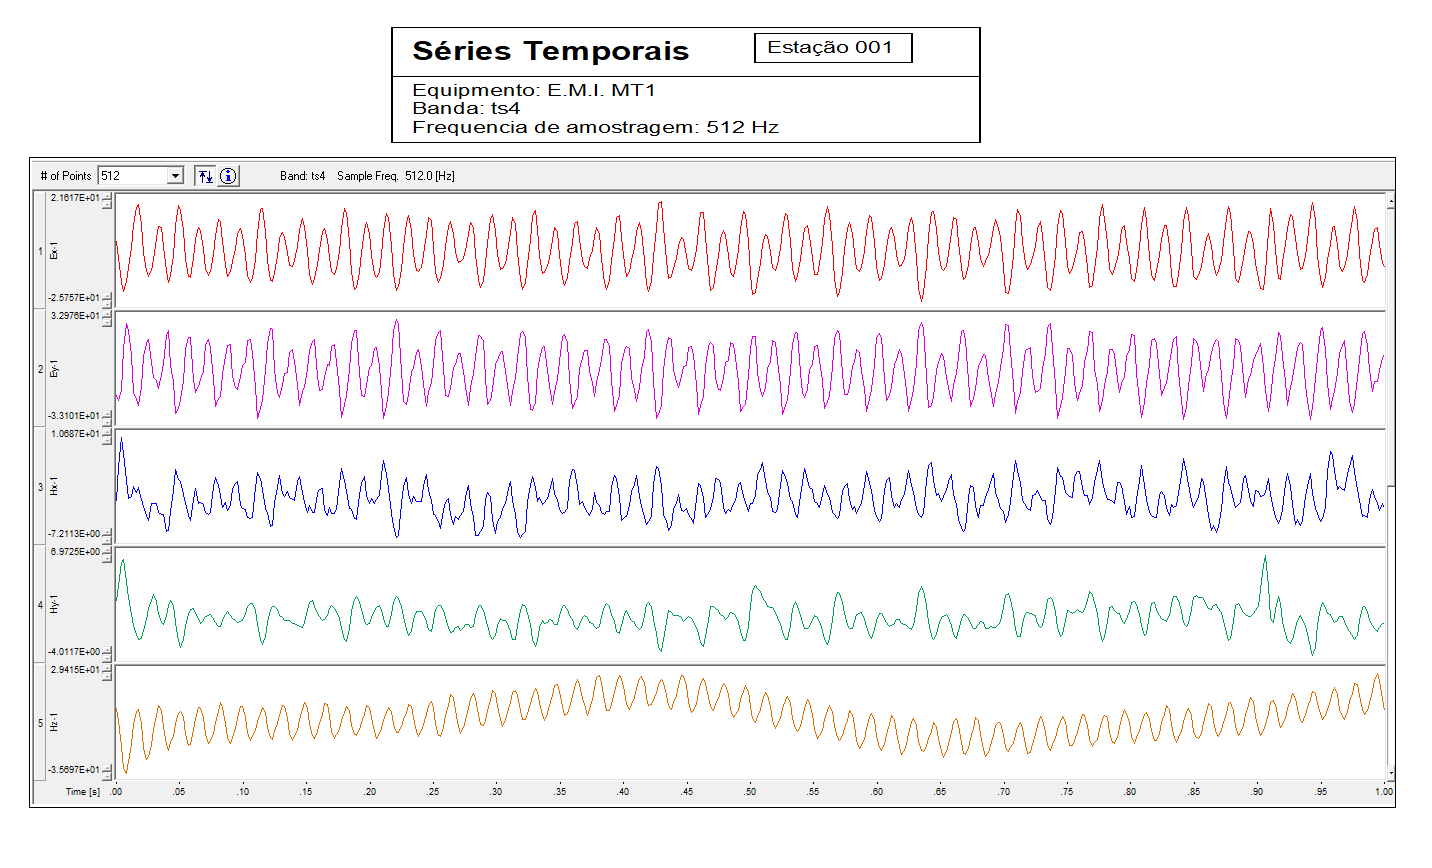 Séries Temporais
Estação 001
Equipmento: E.M.I. MT1
Banda: ts4
Frequencia de amostragem: 512 Hz
# of Points 512 Band: ts4 Sample Freq. 512.0 [Hz]
2.1617E+01
1 Ex-1
-2.5757E+01
3.2976E+01
2 Ey-1
-3.3101E+01
1.0687E+01
3 Hx-1
-7.2113E+00
6.9725E+00
4 Hy-1
-4.0117E+00
2.9415E+01
5 Hz-1
-3.5697E+01
Time [s] .00 .05 .10 .15 .20 .25 .30 .35 .40 .45 .50 .55 .60 .65 .70 .75 .80 .85 .90 .95 1.00